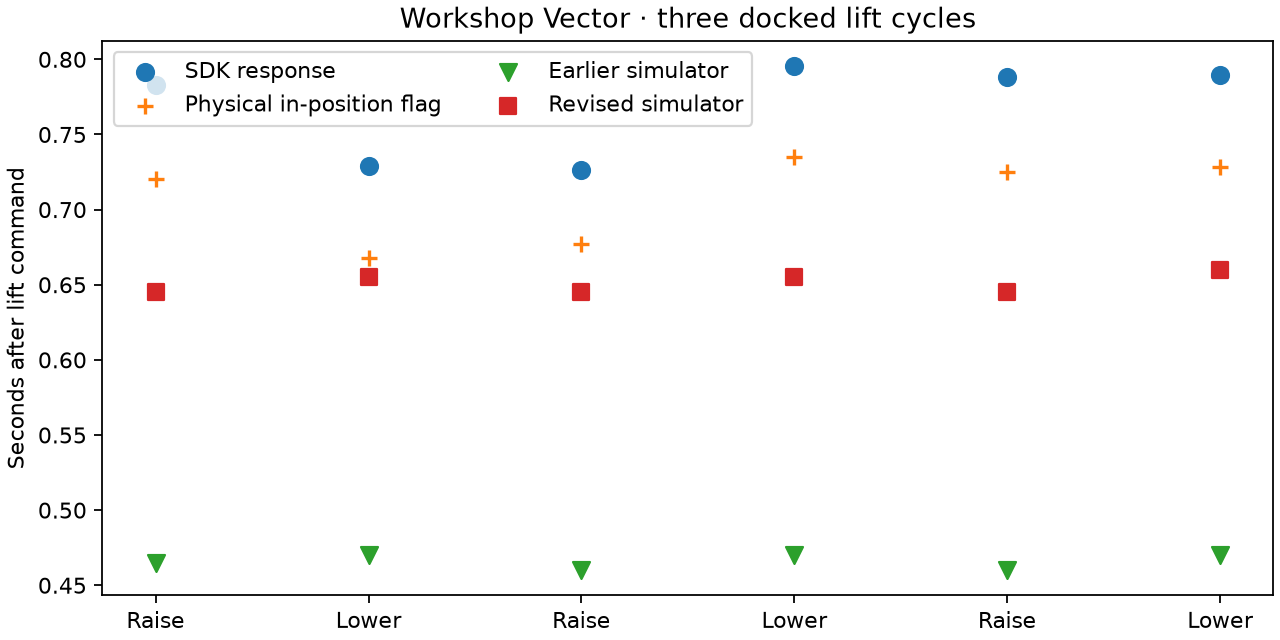 Workshop Vector · three docked lift cycles
SDK response
Physical in-position flag
Earlier simulator
Revised simulator
Seconds after lift command
0.80
0.75
0.70
0.65
0.60
0.55
0.50
0.45
Raise Lower Raise Lower Raise Lower